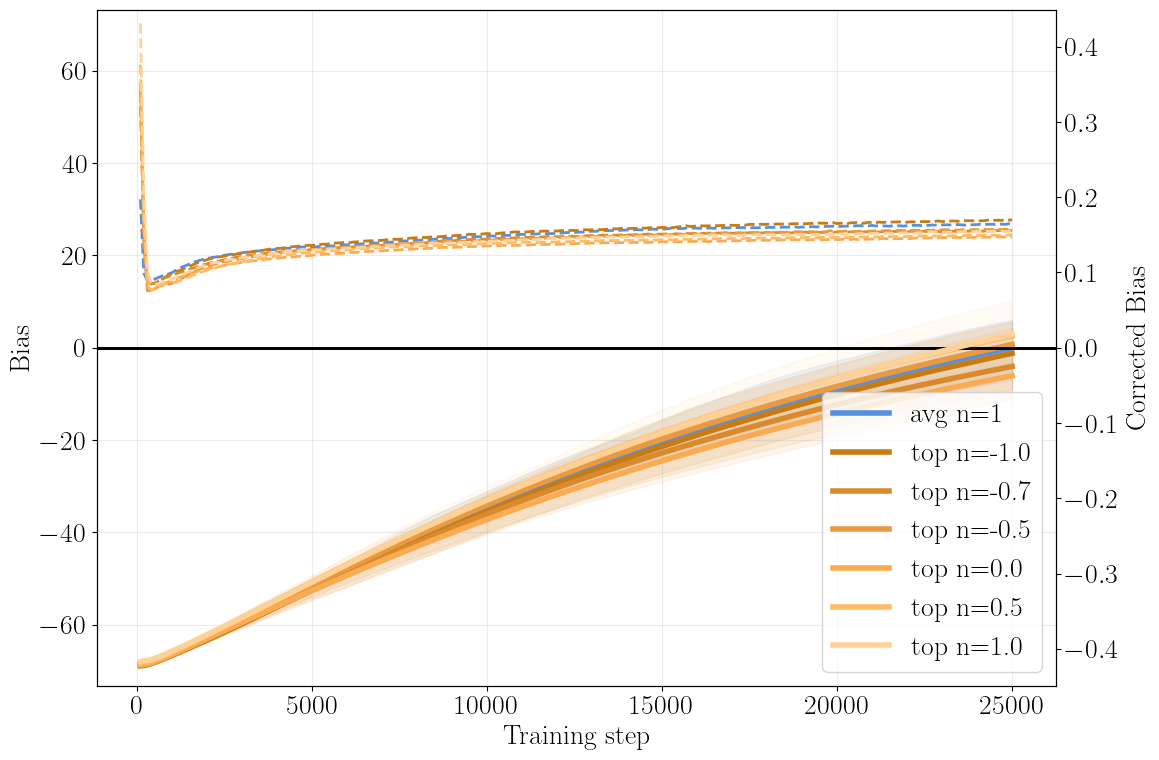 60
40
20
0
−20
−40
−60
Bias
0.4
0.3
0.2
0.1
0.0
−0.1
−0.2
−0.3
−0.4
Corrected Bias
avg n=1
top n=-1.0
top n=-0.7
top n=-0.5
top n=0.0
top n=0.5
top n=1.0
0 5000 10000 15000 20000 25000
Training step